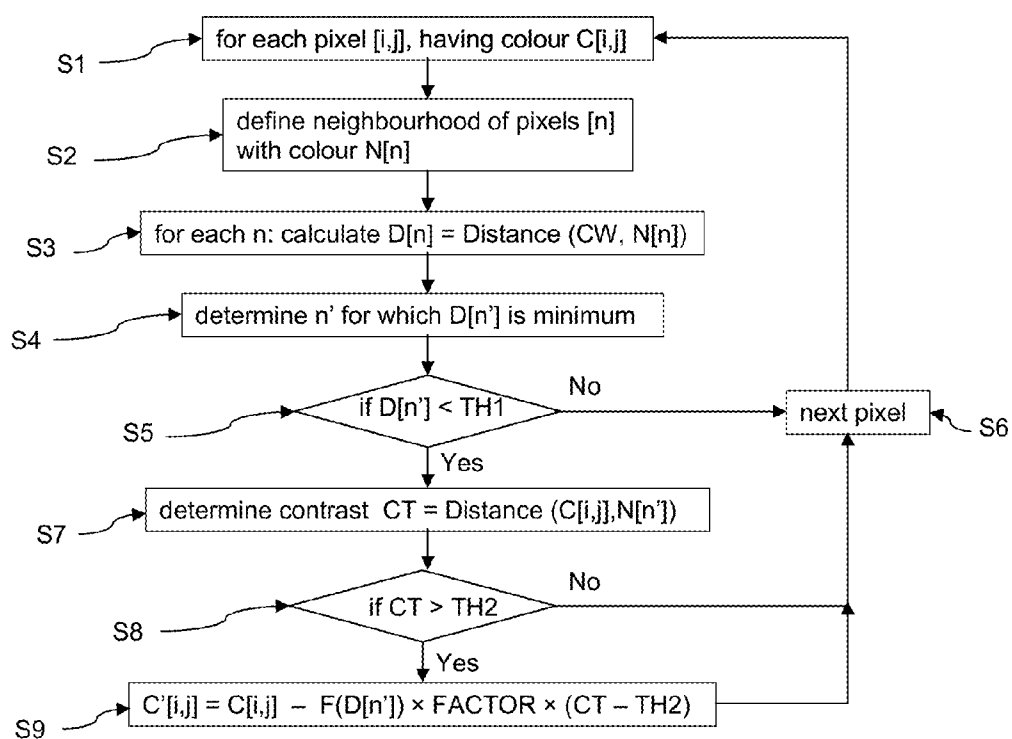 for each pixel [i,j], having colour C[i,j]
S1
define neighbourhood of pixels [n]
with colour N[n]
S2
for each n: calculate D[n] = Distance (CW, N[n])
S3
determine n' for which D[n'] is minimum
S4
if D[n'] < TH1
No
S5
next pixel
S6
Yes
determine contrast CT = Distance (C[i,j],N[n'])
S7
if CT > TH2
No
S8
Yes
C'[i,j] = C[i,j] – F(D[n']) × FACTOR × (CT – TH2)
S9